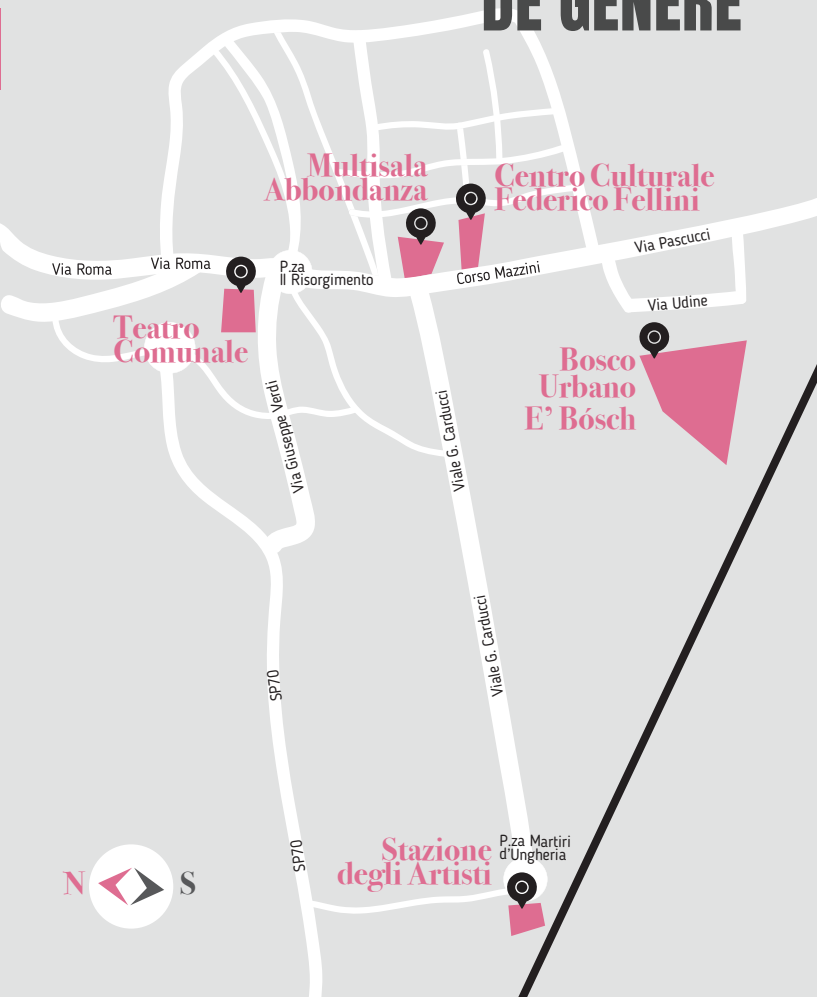 DE GENERE
Multisala
Abbondanza
Centro Culturale
Federico Fellini
Via Pascucci
Via Roma
Via Roma
P.za
II Risorgimento
Corso Mazzini
Via Udine
Teatro
Comunale
Bosco
Urbano
E’ Bósch
Via Giuseppe Verdi
Viale G. Carducci
Viale G. Carducci
SP70
SP70
Stazione
degli Artisti
P.za Martiri
d’Ungheria
N
S